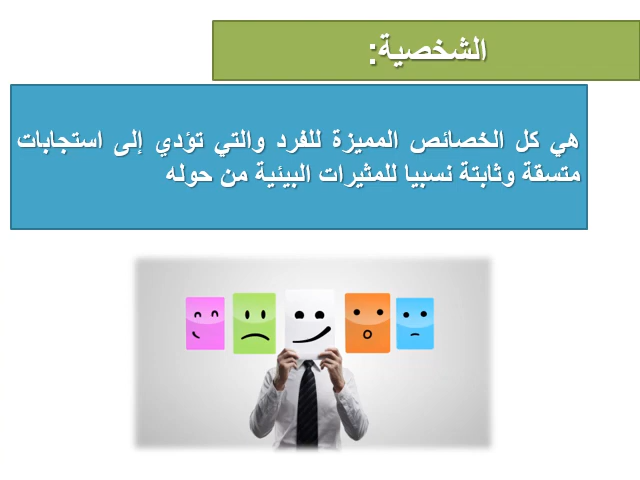 الشخصية:
هي كل الخصائص المميزة للفرد والتي تؤدي إلى استجابات
متسقة وثابتة نسبيا للمثيرات البيئية من حوله